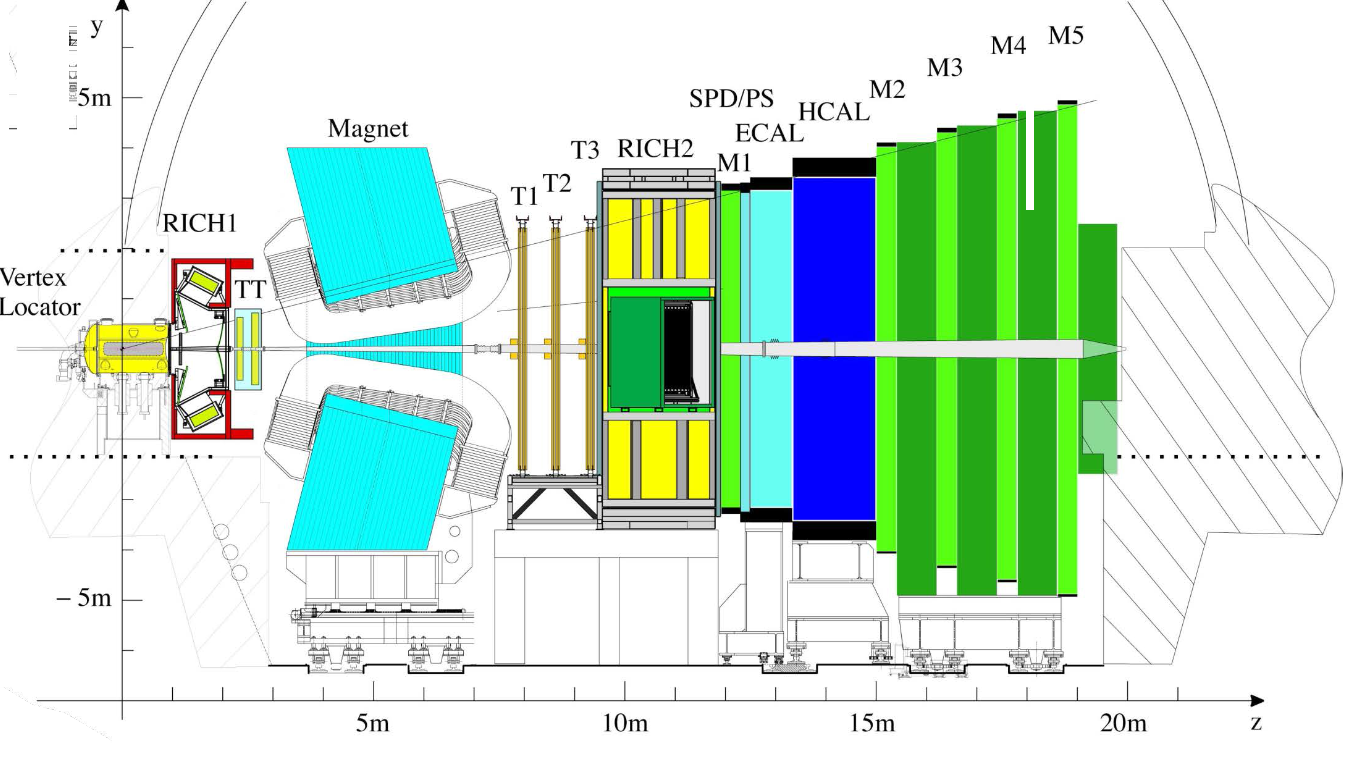 y
5m
M5
M4
M3
M2
SPD/PS
HCAL
ECAL
Magnet
T3
RICH2
M1
T2
T1
RICH1
TT
Vertex
Locator
− 5m
5m
10m
15m
20m
z